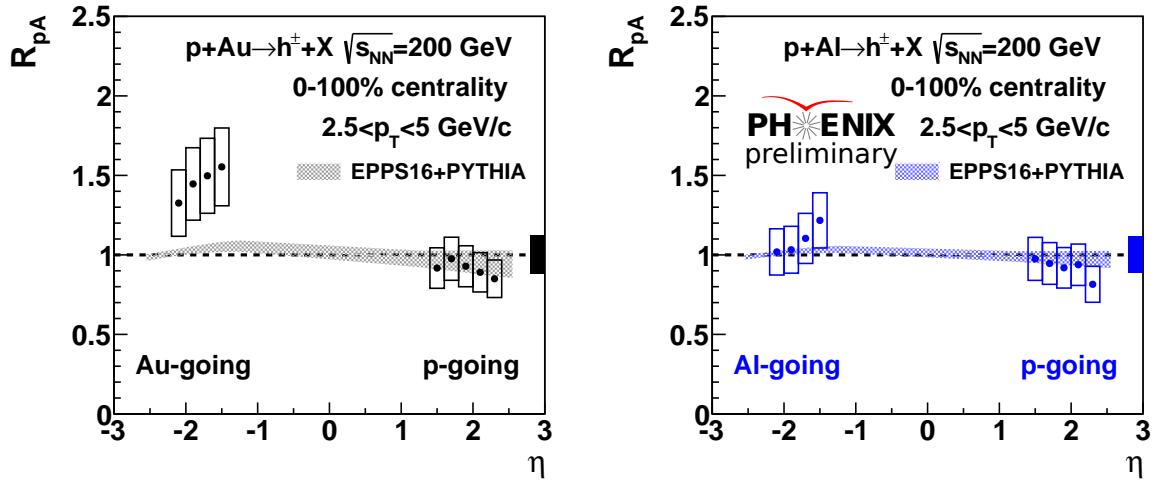 R_pA
p+Au→h±+X √s_NN=200 GeV
0-100% centrality
2.5<p_T<5 GeV/c
EPPS16+PYTHIA
2.5
2
1.5
1
0.5
0
Au-going
p-going
-3 -2 -1 0 1 2 3
η
R_pA
p+Al→h±+X √s_NN=200 GeV
0-100% centrality
PHENIX
preliminary
2.5<p_T<5 GeV/c
EPPS16+PYTHIA
2.5
2
1.5
1
0.5
0
Al-going
p-going
-3 -2 -1 0 1 2 3
η